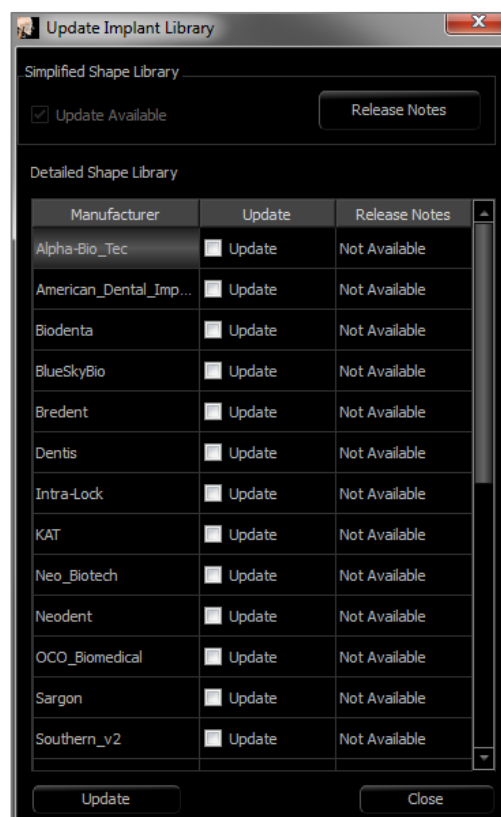 Update Implant Library
Simplified Shape Library
Update Available
Release Notes
Detailed Shape Library
Manufacturer Update Release Notes
Alpha-Bio_Tec Update Not Available
American_Dental_Imp... Update Not Available
Biodenta Update Not Available
BlueSkyBio Update Not Available
Bredent Update Not Available
Dentis Update Not Available
Intra-Lock Update Not Available
KAT Update Not Available
Neo_Biotech Update Not Available
Neodent Update Not Available
OCO_Biomedical Update Not Available
Sargon Update Not Available
Southern_v2 Update Not Available
Update Close